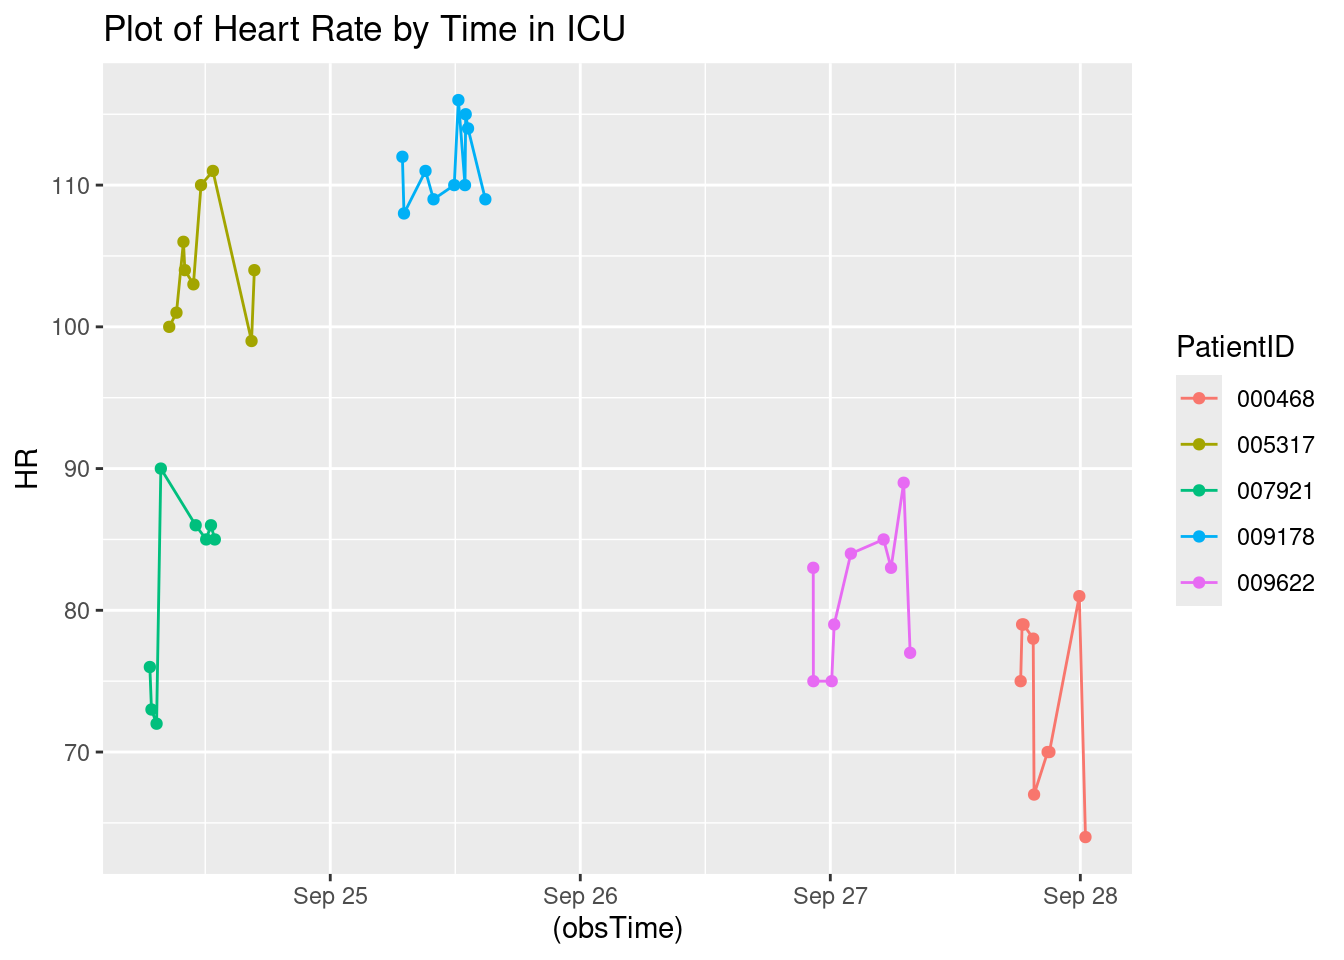 Plot of Heart Rate by Time in ICU
110
100
90
80
70
HR
Sep 25
Sep 26
Sep 27
Sep 28
(obsTime)
PatientID
000468
005317
007921
009178
009622